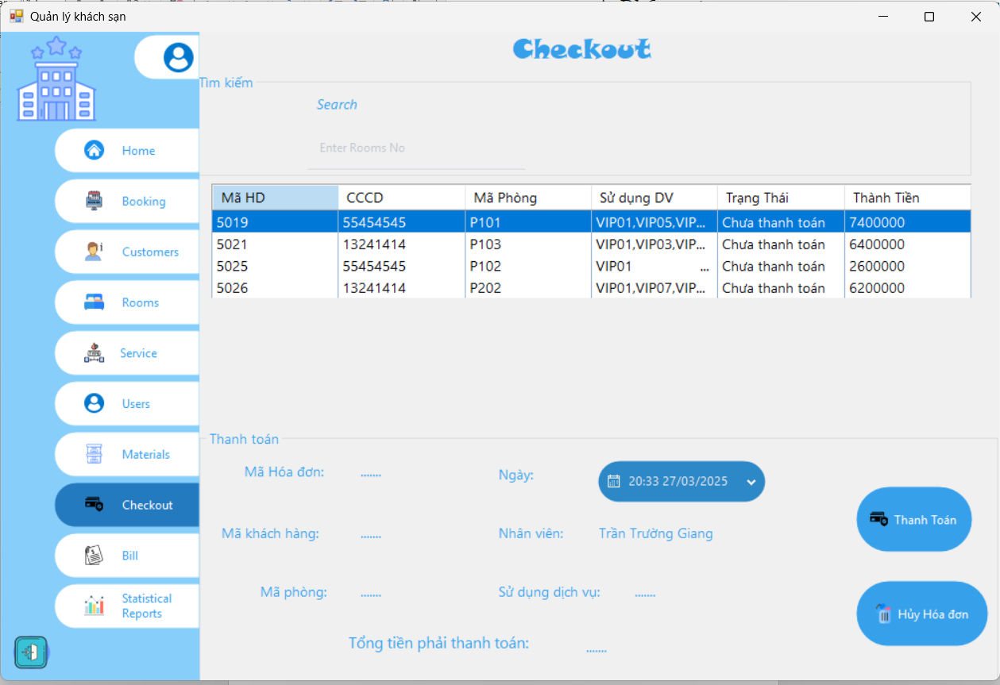 Quản lý khách sạn
Checkout
Tìm kiếm
Search
Enter Rooms No
Home
Booking
Customers
Rooms
Service
Users
Materials
Checkout
Bill
Statistical
Reports
Mã HD CCCD Mã Phòng Sử dụng DV Trạng Thái Thành Tiền
5019 55454545 P101 VIP01,VIP05,VIP... Chưa thanh toán 7400000
5021 13241414 P103 VIP01,VIP03,VIP... Chưa thanh toán 6400000
5025 55454545 P102 VIP01 ... Chưa thanh toán 2600000
5026 13241414 P202 VIP01,VIP07,VIP... Chưa thanh toán 6200000
Thanh toán
Mã Hóa đơn: ....... Ngày: 20:33 27/03/2025
Mã khách hàng: ....... Nhân viên: Trần Trường Giang
Mã phòng: ....... Sử dụng dịch vụ: .......
Tổng tiền phải thanh toán: .......
Thanh Toán
Hủy Hóa đơn